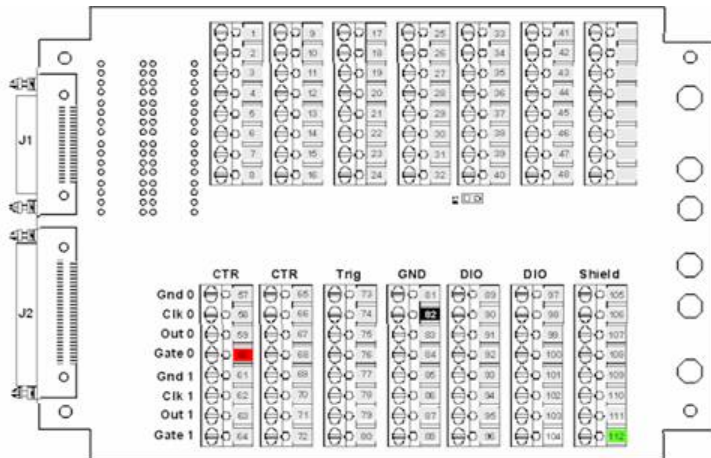 1 9 17 25 33 41
2 10 18 26 34 42
3 11 19 27 35 43
4 12 20 28 36 44
J1
5 13 21 29 37 45
6 14 22 30 38 46
7 15 23 31 39 47
8 16 24 32 40 48
CTR CTR Trig GND DIO DIO Shield
Gnd 0 57 65 73 81 89 97 105
Clk 0 58 66 74 82 90 98 106
J2
Out 0 59 67 75 83 91 99 107
Gate 0 68 76 84 92 100 108
Gnd 1 61 69 77 85 93 101 109
Clk 1 62 70 78 86 94 102 110
Out 1 63 71 79 87 95 103 111
Gate 1 64 72 80 88 96 104 112